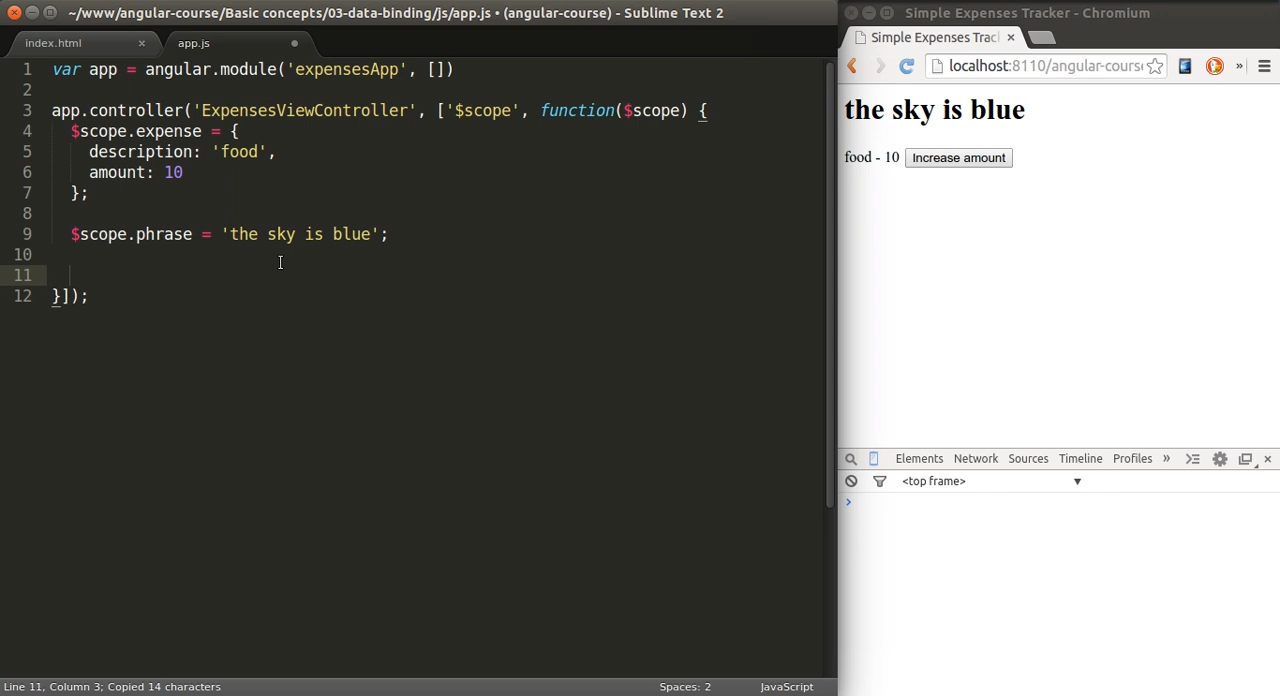 ~/www/angular-course/Basic concepts/03-data-binding/js/app.js • (angular-course) - Sublime Text 2
index.html
app.js
1 var app = angular.module('expensesApp', [])
2
3 app.controller('ExpensesViewController', ['$scope', function($scope) {
4 $scope.expense = {
5 description: 'food',
6 amount: 10
7 };
8
9 $scope.phrase = 'the sky is blue';
10
11
12 }]);
Line 11, Column 3; Copied 14 characters
Spaces: 2
JavaScript
Simple Expenses Tracker - Chromium
Simple Expenses Trac
localhost:8110/angular-cours
the sky is blue
food - 10 Increase amount
Elements Network Sources Timeline Profiles »
<top frame>